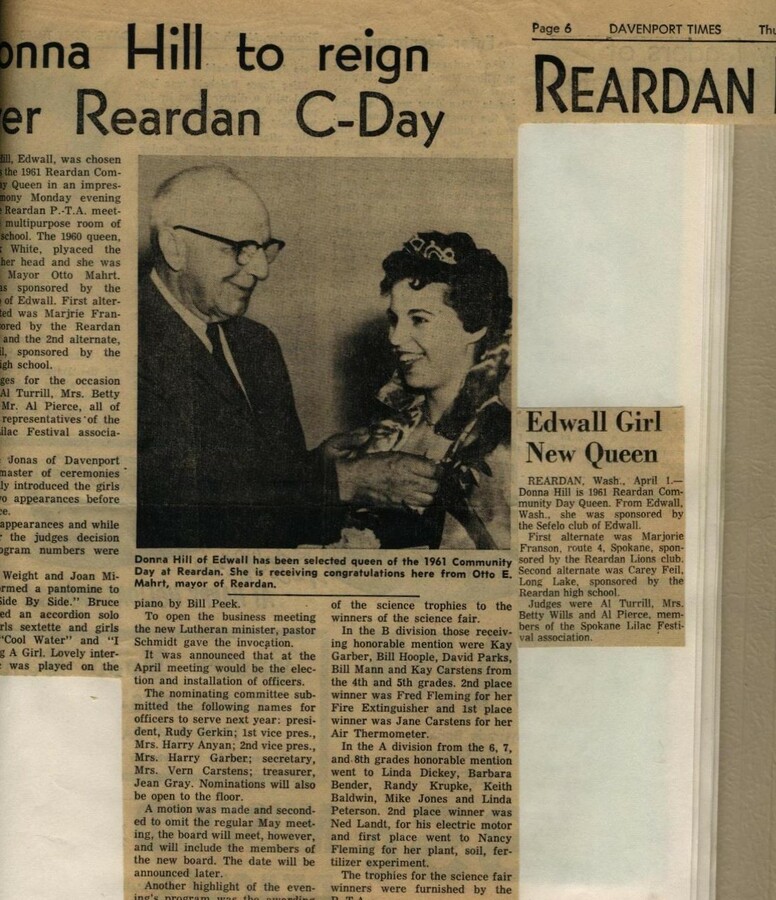 onna Hill to reign
er Reardan C-Day
Page 6 DAVENPORT TIMES Thu
REARDAN
ill, Edwall, was chosen
the 1961 Reardan Com-
y Queen in an impres-
mony Monday evening
Reardan P.-T.A. meet-
multipurpose room of
school. The 1960 queen,
White, plyaced the
her head and she was
Mayor Otto Mahrt.
as sponsored by the
of Edwall. First alter-
ted was Marjrie Fran-
ored by the Reardan
and the 2nd alternate,
il, sponsored by the
igh school.
ges for the occasion
Al Turrill, Mrs. Betty
Mr. Al Pierce, all of
representatives of the
ilac Festival associa-
Jonas of Davenport
master of ceremonies
ly introduced the girls
vo appearances before
ce.
appearances and while
r the judges decision
ogram numbers were
Weight and Joan Mi-
ormed a pantomine to
Side By Side." Bruce
ed an accordion solo
rls sextette and girls
"Cool Water" and "I
g A Girl. Lovely inter-
was played on the
Donna Hill of Edwall has been selected queen of the 1961 Community
Day at Reardan. She is receiving congratulations here from Otto E.
Mahrt, mayor of Reardan.
piano by Bill Peek.
To open the business meeting
the new Lutheran minister, pastor
Schmidt gave the invocation.
It was announced that at the
April meeting would be the elec-
tion and installation of officers.
The nominating committee sub-
mitted the following names for
officers to serve next year: presi-
dent, Rudy Gerkin; 1st vice pres.,
Mrs. Harry Anyan; 2nd vice pres.,
Mrs. Harry Garber; secretary,
Mrs. Vern Carstens; treasurer,
Jean Gray. Nominations will also
be open to the floor.
A motion was made and second-
ed to omit the regular May meet-
ing, the board will meet, however,
and will include the members of
the new board. The date will be
announced later.
Another highlight of the even-
ing's program was the awarding
of the science trophies to the
winners of the science fair.
In the B division those receiv-
ing honorable mention were Kay
Garber, Bill Hoople, David Parks,
Bill Mann and Kay Carstens from
the 4th and 5th grades. 2nd place
winner was Fred Fleming for her
Fire Extinguisher and 1st place
winner was Jane Carstens for her
Air Thermometer.
In the A division from the 6, 7,
and 8th grades honorable mention
went to Linda Dickey, Barbara
Bender, Randy Krupke, Keith
Baldwin, Mike Jones and Linda
Peterson. 2nd place winner was
Ned Landt, for his electric motor
and first place went to Nancy
Fleming for her plant, soil, fer-
tilizer experiment.
The trophies for the science fair
winners were furnished by the
P.T.A.
Edwall Girl
New Queen
REARDAN, Wash., April 1.—
Donna Hill is 1961 Reardan Com-
munity Day Queen. From Edwall,
Wash., she was sponsored by
the Sefelo club of Edwall.
First alternate was Marjorie
Franson, route 4, Spokane, spon-
sored by the Reardan Lions club.
Second alternate was Carey Feil,
Long Lake, sponsored by the
Reardan high school.
Judges were Al Turrill, Mrs.
Betty Wills and Al Pierce, mem-
bers of the Spokane Lilac Festi-
val association.